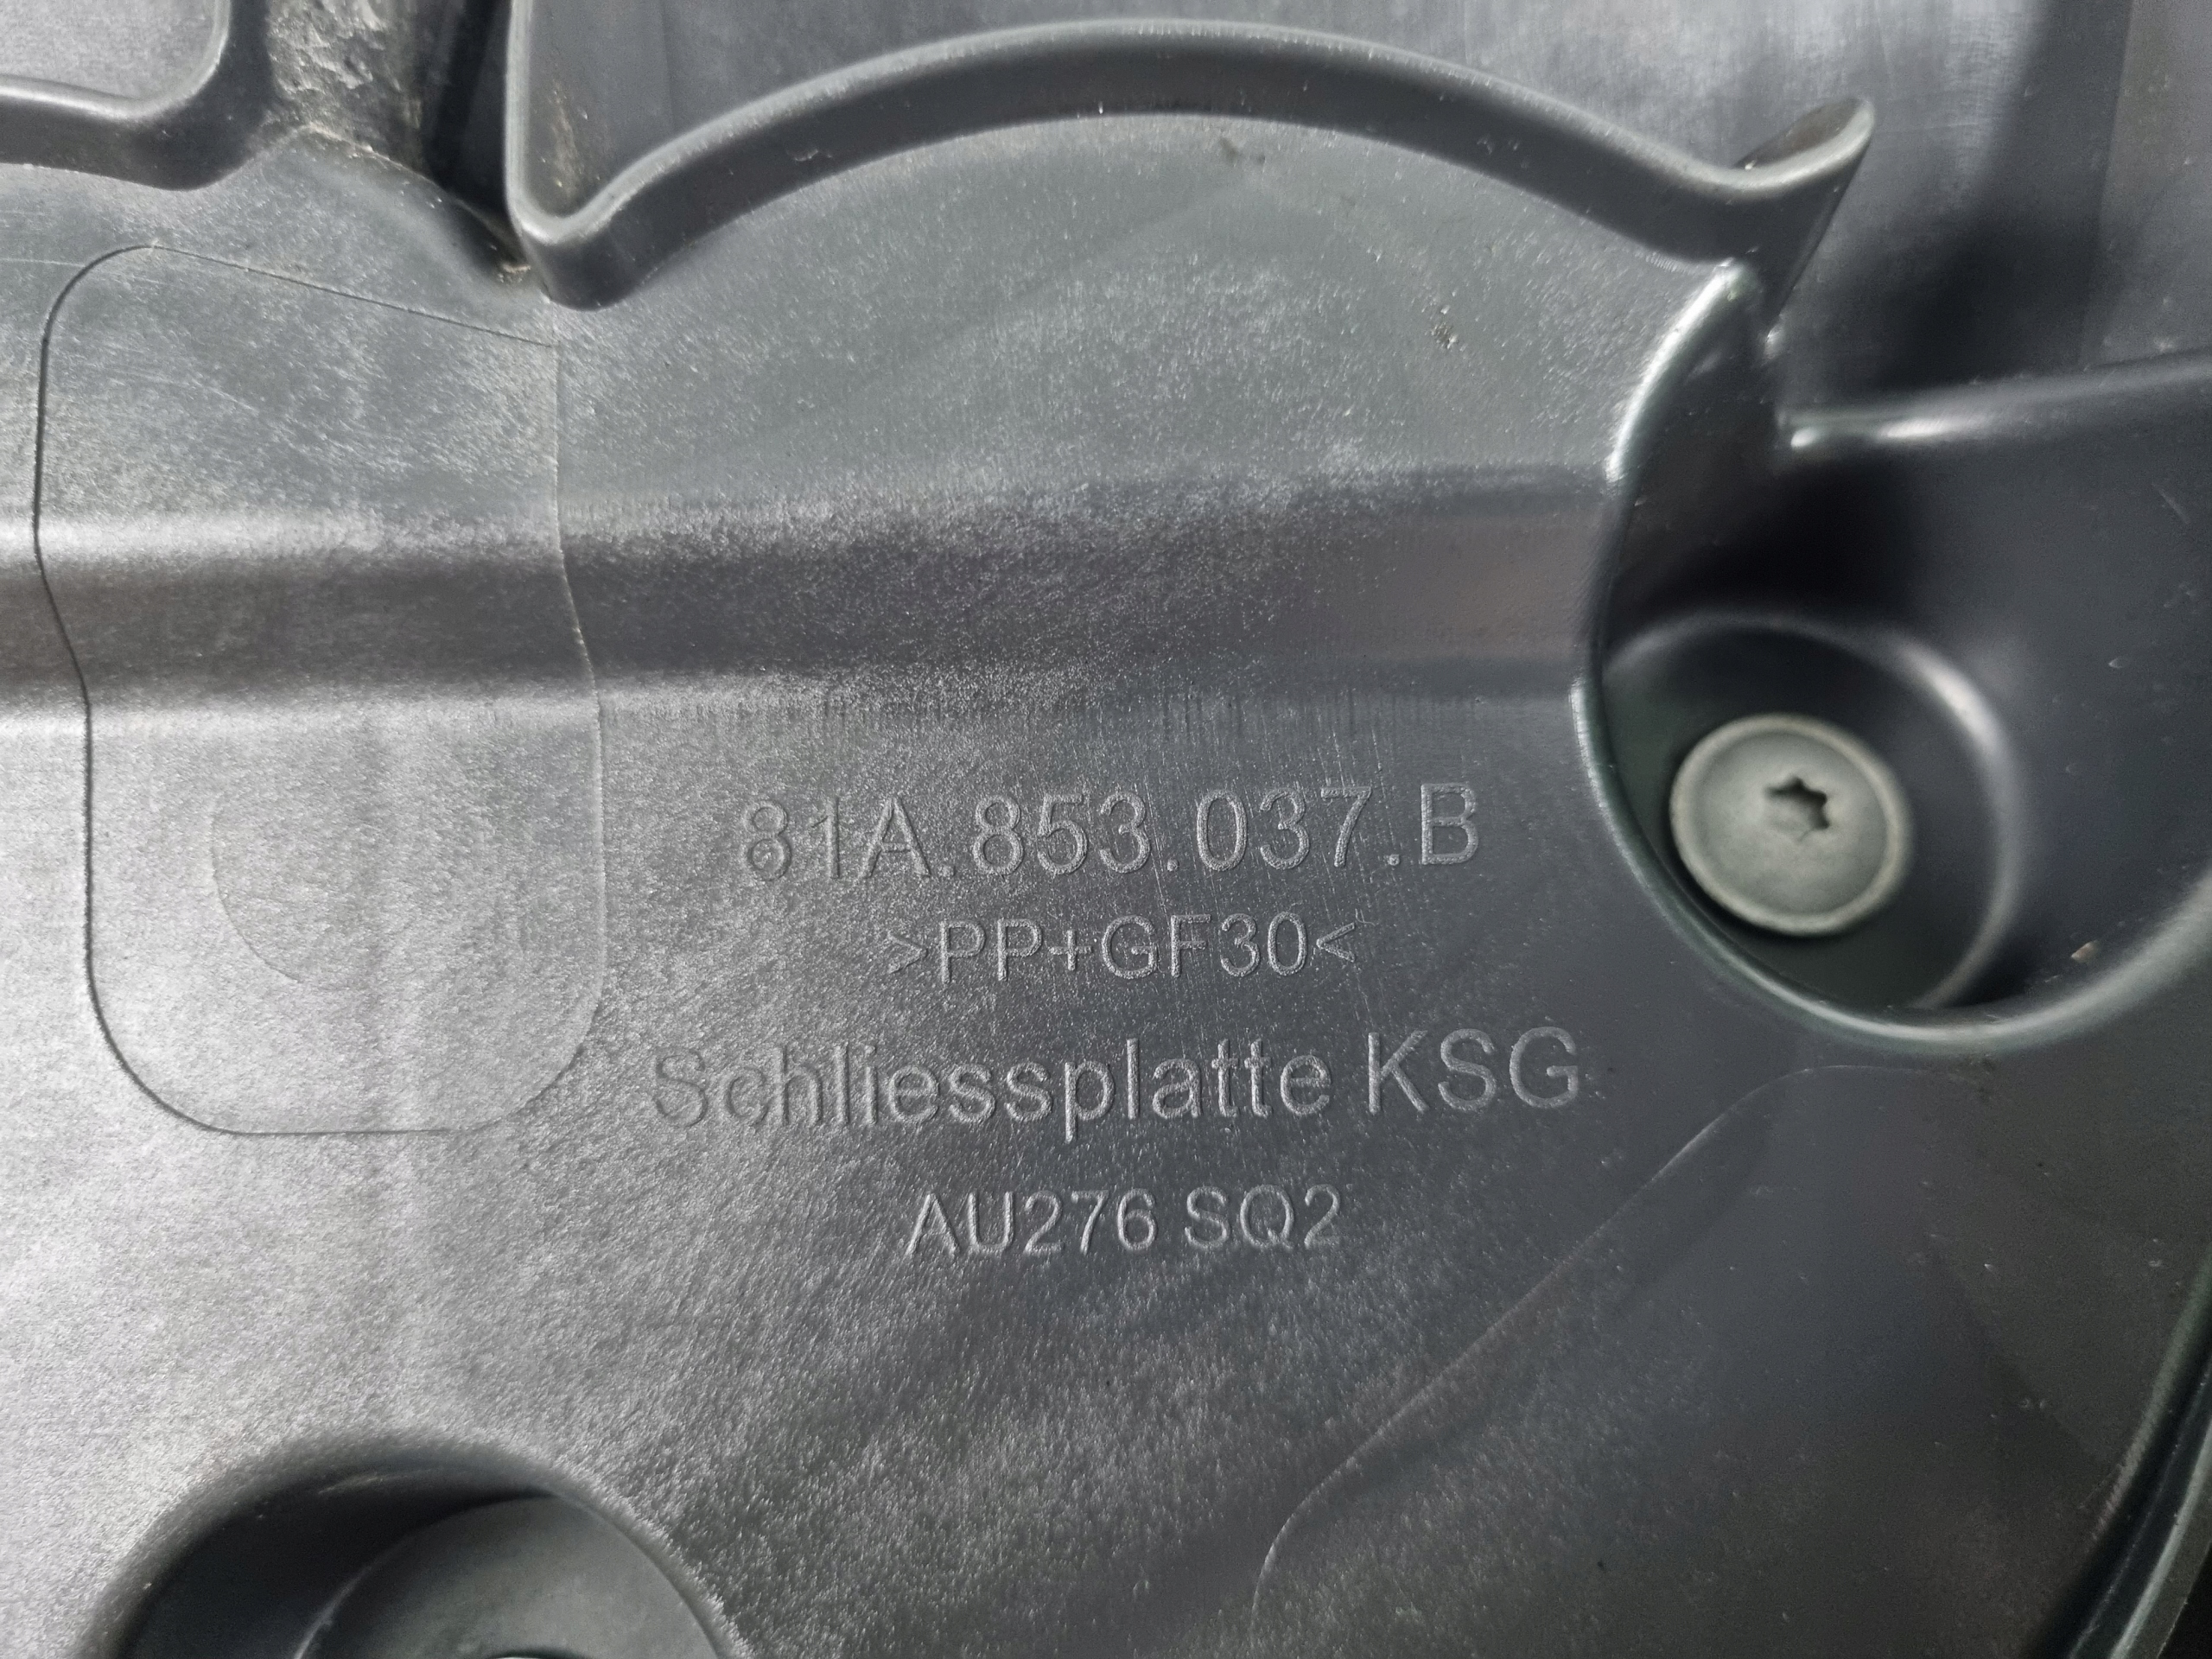 81A.853.037.B
>PP+GF30<
Schliessplatte KSG
AU276 SQ2